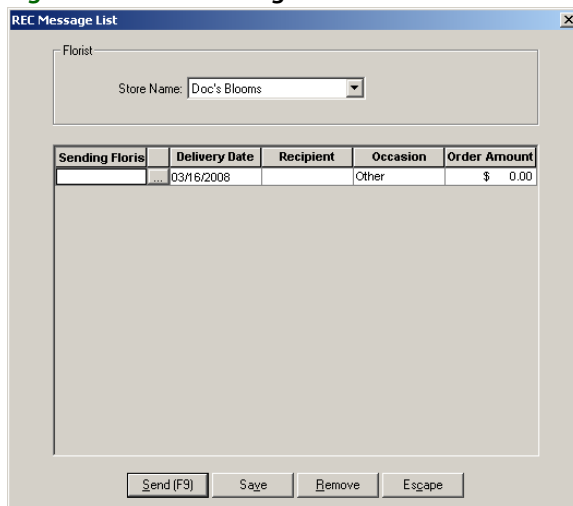 REC Message List
Florist
Store Name: Doc's Blooms
Sending Floris Delivery Date Recipient Occasion Order Amount
... 03/16/2008 Other $ 0.00
Send (F9) Save Remove Escape